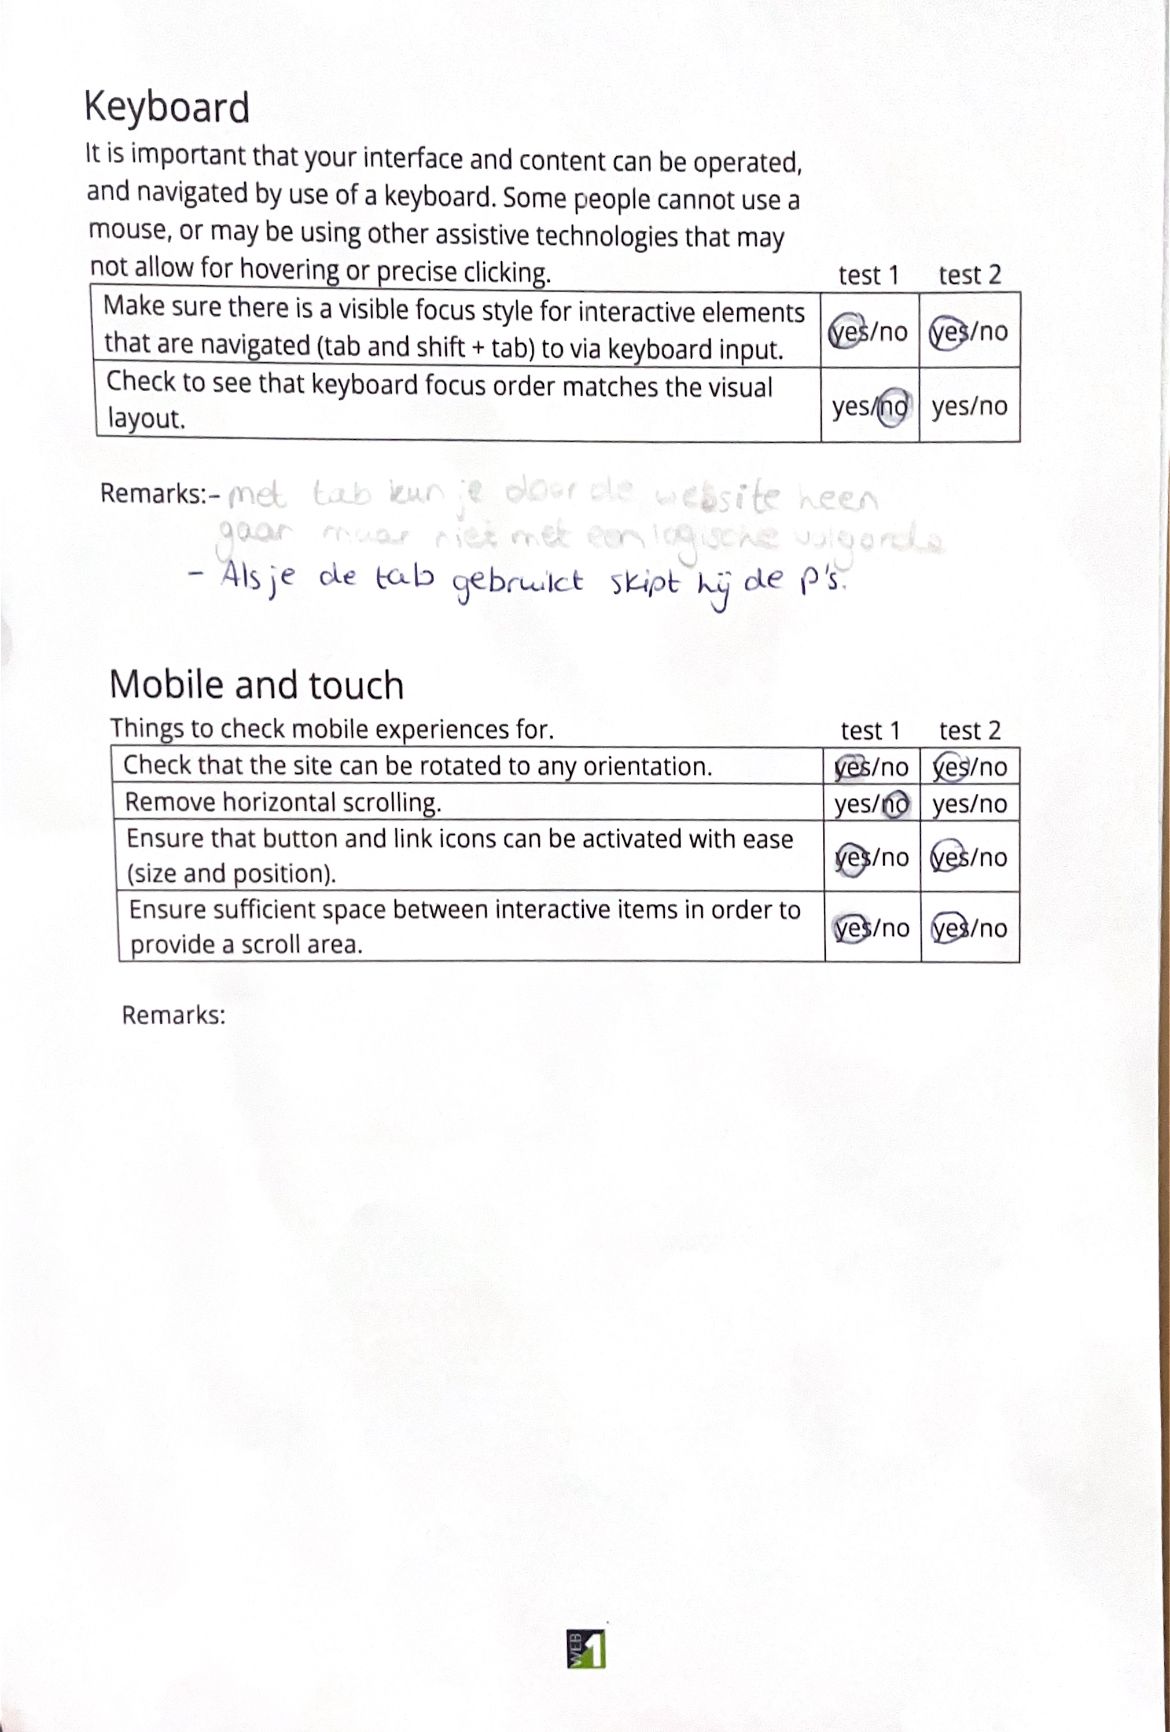 Keyboard
It is important that your interface and content can be operated,
and navigated by use of a keyboard. Some people cannot use a
mouse, or may be using other assistive technologies that may
not allow for hovering or precise clicking. test 1 test 2
Make sure there is a visible focus style for interactive elements
that are navigated (tab and shift + tab) to via keyboard input. yes/no yes/no
Check to see that keyboard focus order matches the visual
layout. yes/no yes/no
Remarks:- met tab kun je door de website heen
gaan maar niet met een logische volgorde
- Als je de tab gebruikt skipt hij de p's.
Mobile and touch
Things to check mobile experiences for. test 1 test 2
Check that the site can be rotated to any orientation. yes/no yes/no
Remove horizontal scrolling. yes/no yes/no
Ensure that button and link icons can be activated with ease
(size and position). yes/no yes/no
Ensure sufficient space between interactive items in order to
provide a scroll area. yes/no yes/no
Remarks:
WEB 1